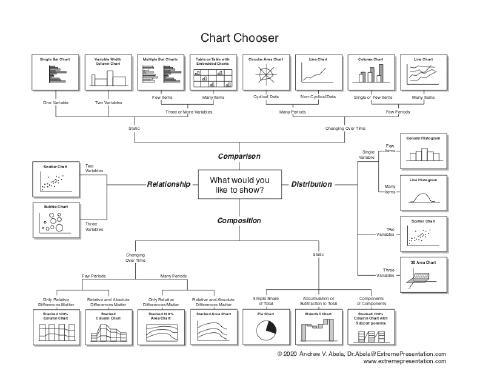 Chart Chooser
Single Bar Chart
Variable Width
Column Chart
Multiple Bar Charts
Table or Table with
Embedded Charts
Circular Area Chart
Line Chart
Column Chart
Line Chart
One Variable
Two Variables
Few Items
Many Items
Cyclical Data
Non-Cyclical Data
Single or Few Items
Many Items
Three or More Variables
Many Periods
Few Periods
Static
Changing Over Time
Comparison
What would you
like to show?
Relationship
Scatter Chart
Two
Variables
Bubble Chart
Three
Variables
Distribution
Single
Variable
Few
Items
Column Histogram
Many
Items
Line Histogram
Two
Variables
Scatter Chart
Three
Variables
3D Area Chart
Composition
Changing
Over Time
Static
Few Periods
Many Periods
Only Relative
Differences Matter
Relative and Absolute
Differences Matter
Only Relative
Differences Matter
Relative and Absolute
Differences Matter
Simple Share
of Total
Accumulation or
Subtraction to Total
Components
of Components
Stacked 100%
Column Chart
Stacked
Column Chart
Stacked 100%
Area Chart
Stacked Area Chart
Pie Chart
Waterfall Chart
Stacked 100%
Column Chart with
Subcomponents
© 2020 Andrew V. Abela, Dr.Abela@ExtremePresentation.com
www.extremepresentation.com